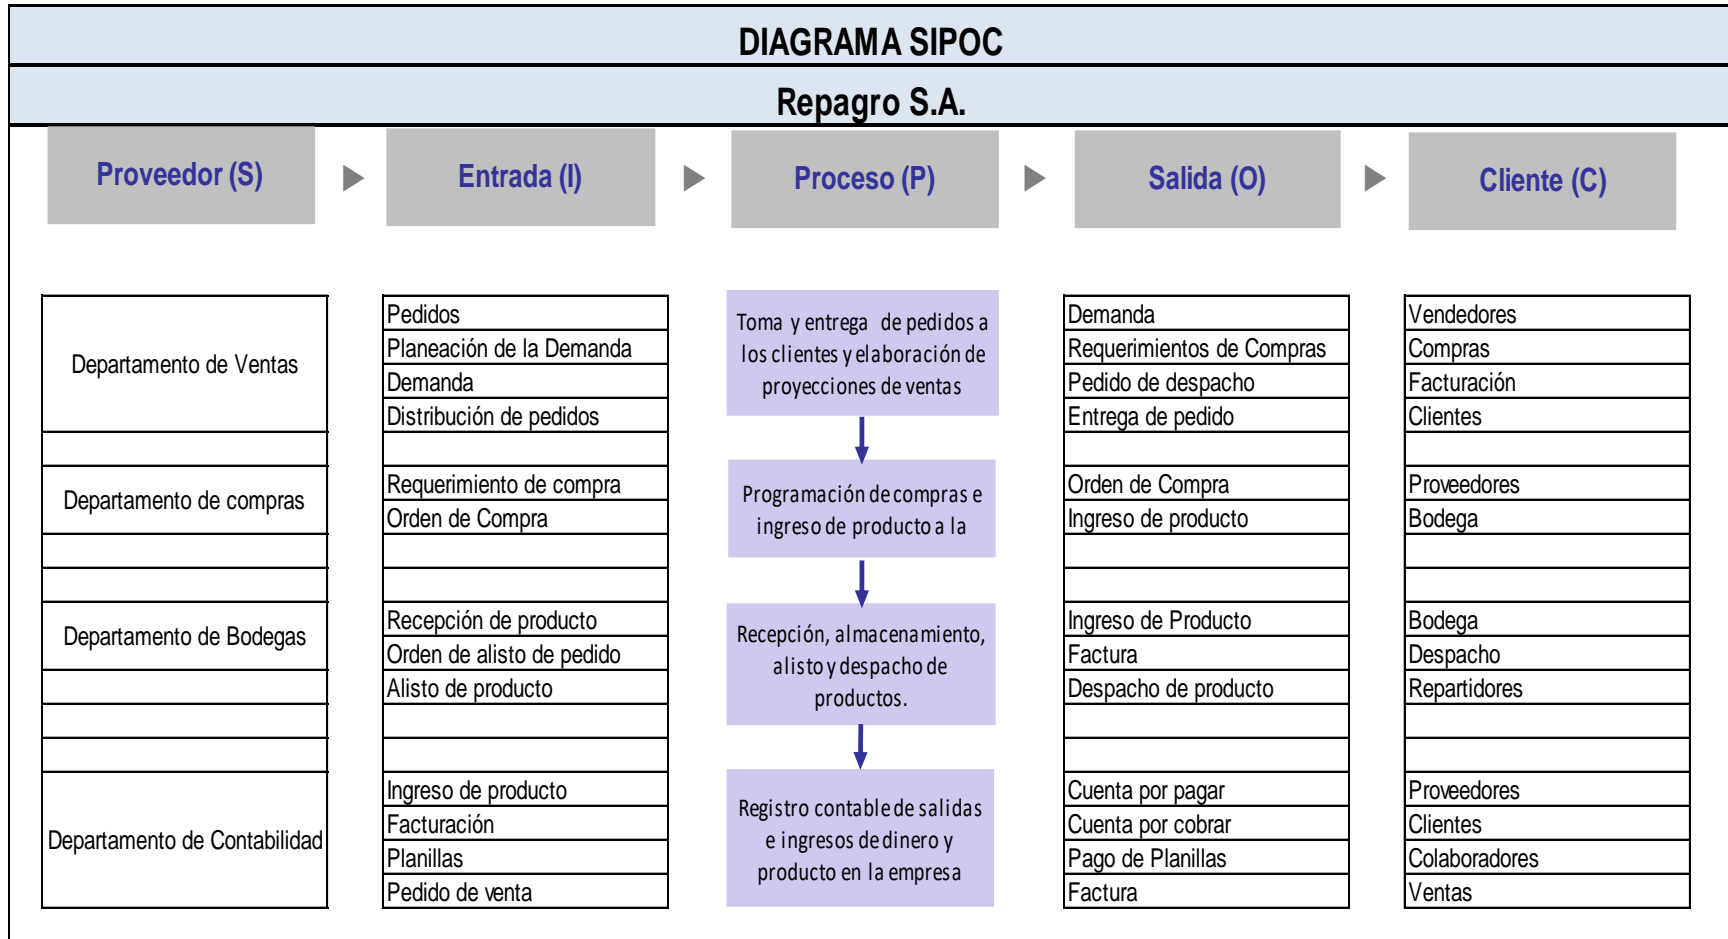 DIAGRAMA SIPOC
Repagro S.A.
Proveedor (S)
Entrada (I)
Proceso (P)
Salida (O)
Cliente (C)
Departamento de Ventas
Pedidos
Planeación de la Demanda
Demanda
Distribución de pedidos
Toma y entrega de pedidos a
los clientes y elaboración de
proyecciones de ventas
Demanda
Requerimientos de Compras
Pedido de despacho
Entrega de pedido
Vendedores
Compras
Facturación
Clientes
Departamento de compras
Requerimiento de compra
Orden de Compra
Programación de compras e
ingreso de producto a la
Orden de Compra
Ingreso de producto
Proveedores
Bodega
Departamento de Bodegas
Recepción de producto
Orden de alisto de pedido
Alisto de producto
Recepción, almacenamiento,
alisto y despacho de
productos.
Ingreso de Producto
Factura
Despacho de producto
Bodega
Despacho
Repartidores
Departamento de Contabilidad
Ingreso de producto
Facturación
Planillas
Pedido de venta
Registro contable de salidas
e ingresos de dinero y
producto en la empresa
Cuenta por pagar
Cuenta por cobrar
Pago de Planillas
Factura
Proveedores
Clientes
Colaboradores
Ventas